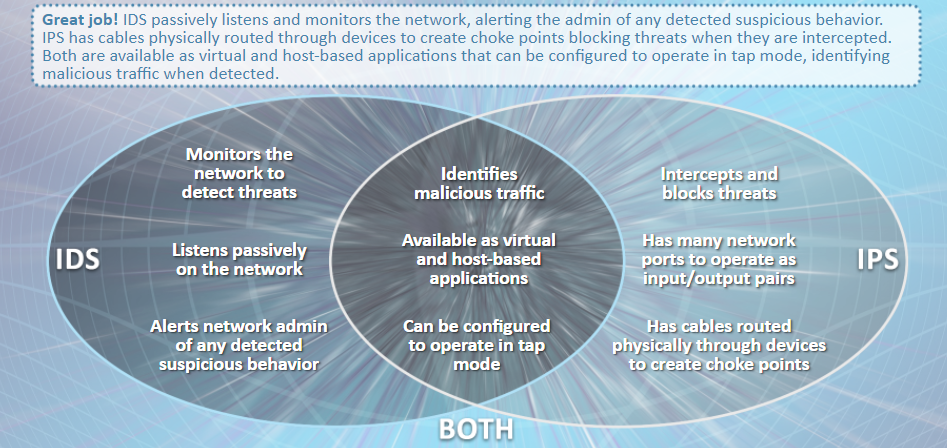 Great job! IDS passively listens and monitors the network, alerting the admin of any detected suspicious behavior.
IPS has cables physically routed through devices to create choke points blocking threats when they are intercepted.
Both are available as virtual and host-based applications that can be configured to operate in tap mode, identifying
malicious traffic when detected.
Monitors the
network to
detect threats
Listens passively
on the network
Alerts network admin
of any detected
suspicious behavior
IDS
Identifies
malicious traffic
Available as virtual
and host-based
applications
Can be configured
to operate in tap
mode
BOTH
Intercepts and
blocks threats
Has many network
ports to operate as
input/output pairs
Has cables routed
physically through devices
to create choke points
IPS